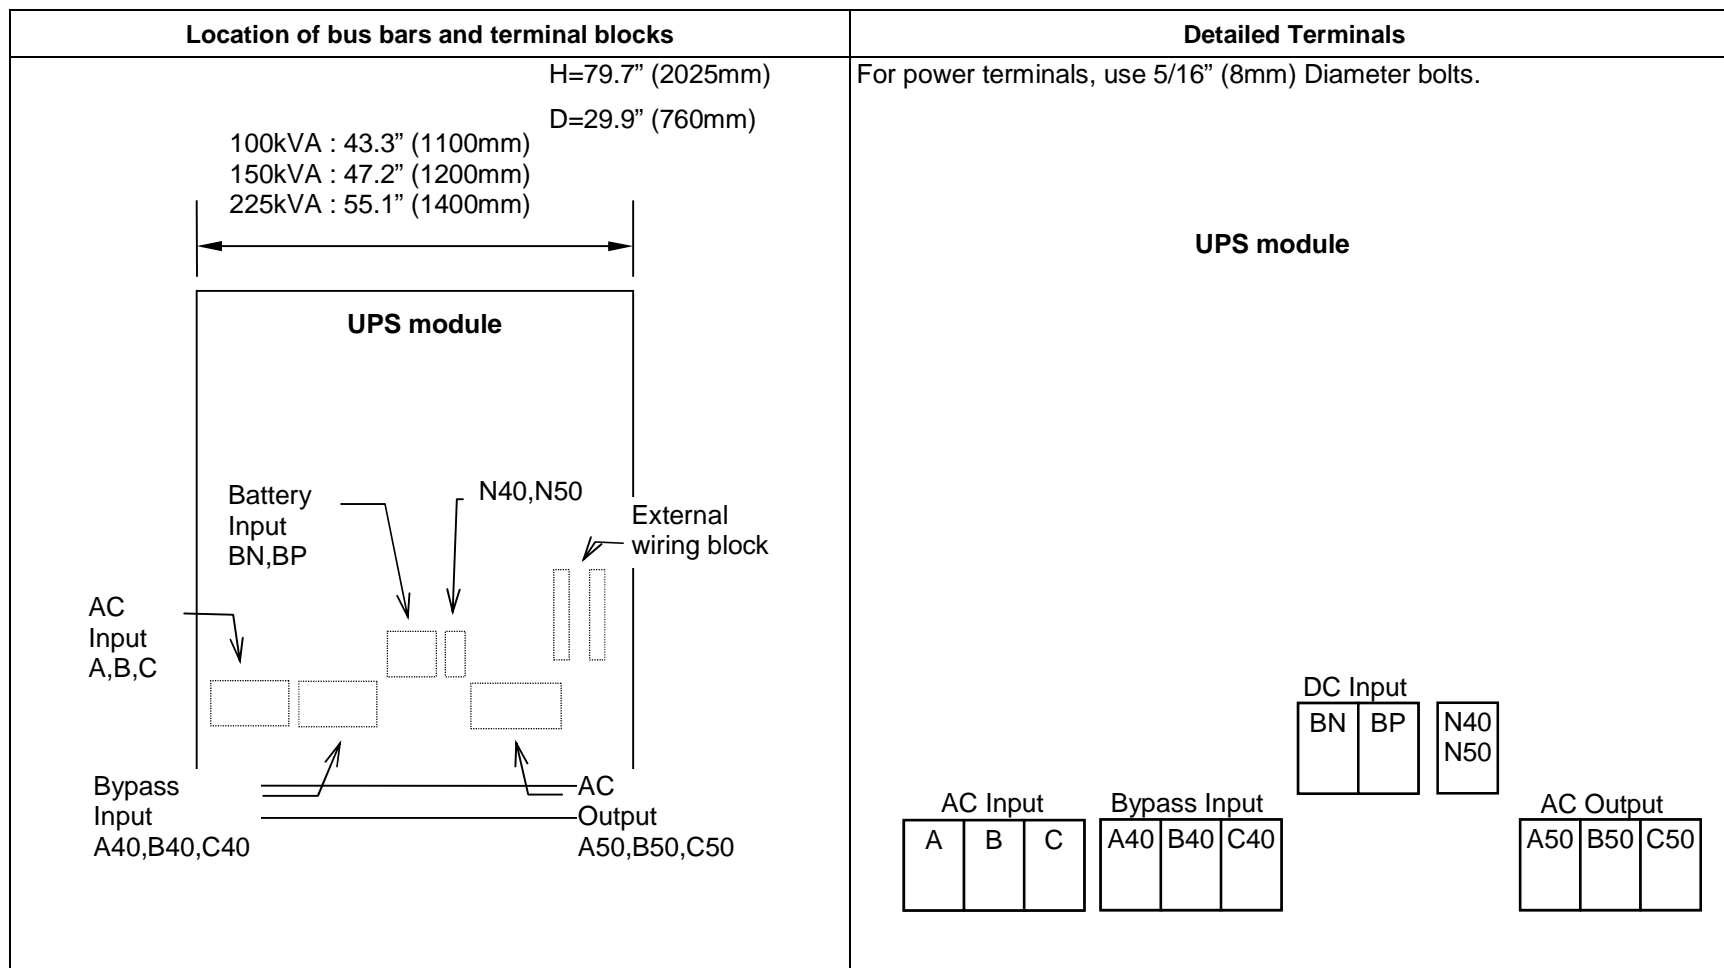 Location of bus bars and terminal blocks
Detailed Terminals
H=79.7” (2025mm)
D=29.9” (760mm)
100kVA : 43.3” (1100mm)
150kVA : 47.2” (1200mm)
225kVA : 55.1” (1400mm)
UPS module
Battery
Input
BN,BP
N40,N50
External
wiring block
AC
Input
A,B,C
Bypass
Input
A40,B40,C40
AC
Output
A50,B50,C50
For power terminals, use 5/16” (8mm) Diameter bolts.
UPS module
DC Input
BN BP
N40
N50
AC Input
A B C
Bypass Input
A40 B40 C40
AC Output
A50 B50 C50